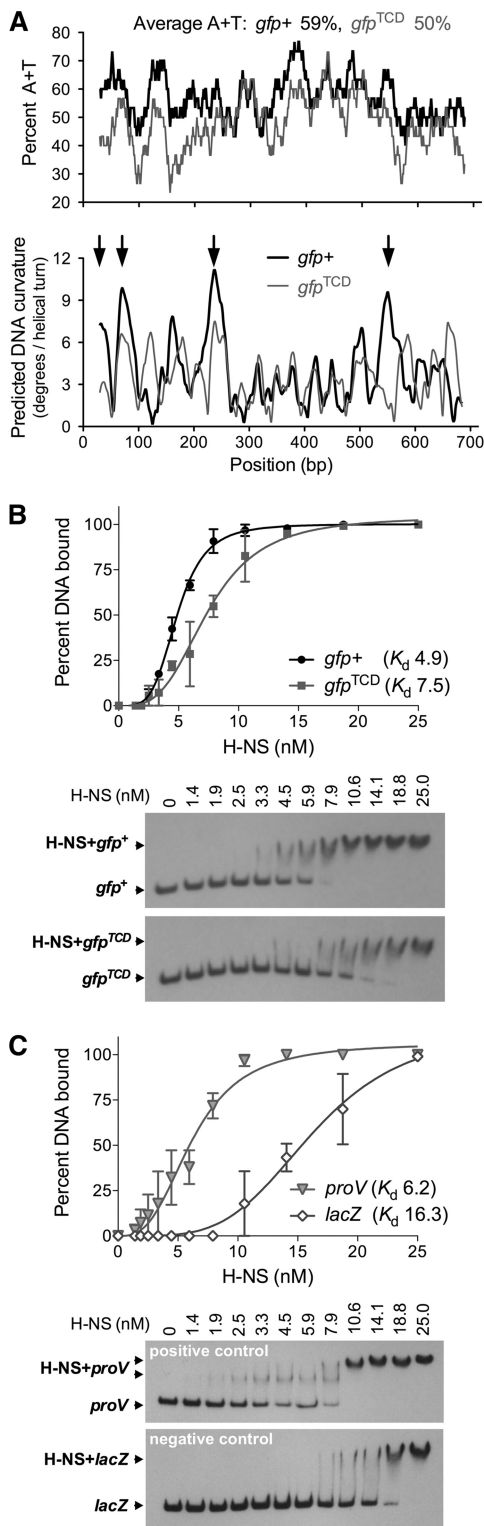 A
Average A+T: gfp+ 59%, gfpTCD 50%
Percent A+T
80
70
60
50
40
30
20
Predicted DNA curvature
(degrees / helical turn)
12
9
6
3
0
gfp+
gfpTCD
0 100 200 300 400 500 600 700
Position (bp)
B
Percent DNA bound
100
75
50
25
0
gfp+ (Kd 4.9)
gfpTCD (Kd 7.5)
0 5 10 15 20 25
H-NS (nM)
H-NS (nM) 0 1.4 1.9 2.5 3.3 4.5 5.9 7.9 10.6 14.1 18.8 25.0
H-NS+gfp+
gfp+
H-NS+gfpTCD
gfpTCD
C
Percent DNA bound
100
75
50
25
0
proV (Kd 6.2)
lacZ (Kd 16.3)
0 5 10 15 20 25
H-NS (nM)
H-NS (nM) 0 1.4 1.9 2.5 3.3 4.5 5.9 7.9 10.6 14.1 18.8 25.0
positive control
H-NS+proV
proV
negative control
H-NS+lacZ
lacZ